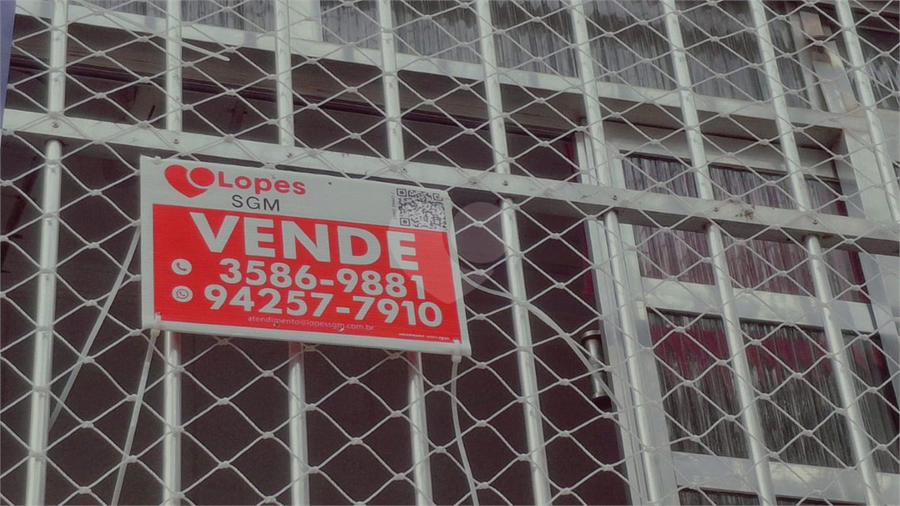 Lopes
SGM
VENDE
3586-9881
94257-7910
atendimento@lopessgm.com.br